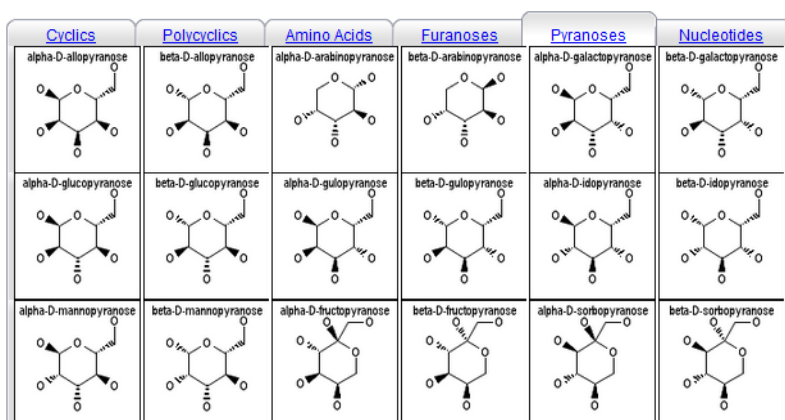 Cyclics Polycyclics Amino Acids Furanoses Pyranoses Nucleotides
alpha-D-allopyranose beta-D-allopyranose alpha-D-arabinopyranose beta-D-arabinopyranose alpha-D-galactopyranose beta-D-galactopyranose
O O O O O O
O O O O O O
O O O O O O O O O O O O
O O O O O O
alpha-D-glucopyranose beta-D-glucopyranose alpha-D-gulopyranose beta-D-gulopyranose alpha-D-idopyranose beta-D-idopyranose
O O O O O O
O O O O O O O O O O O O
O O O O O O O O O O O O
O O O O O O
alpha-D-mannopyranose beta-D-mannopyranose alpha-D-fructopyranose beta-D-fructopyranose alpha-D-sorbopyranose beta-D-sorbopyranose
O O O O O O O O O O
O O O O O O O O
O O O O O O O O
O O O O O O